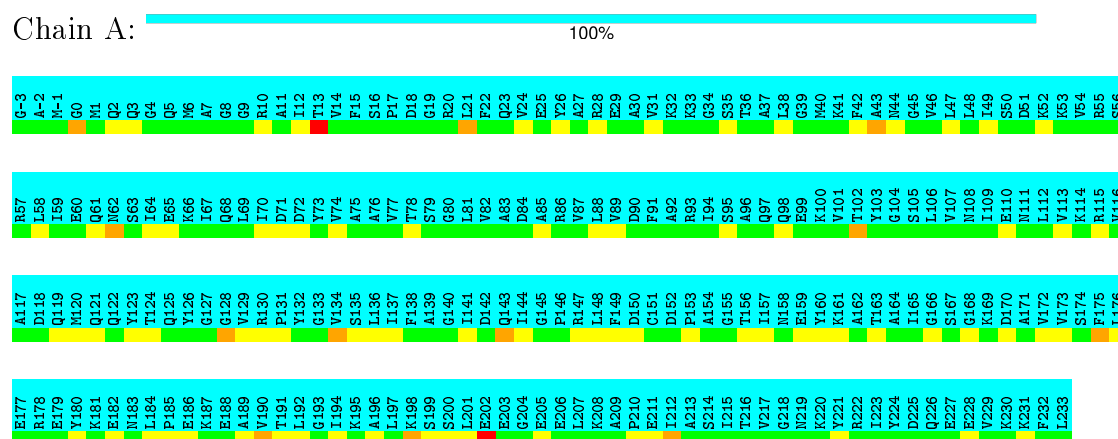 Chain A:
100%
G-3 A-2 M-1 G0 M1 Q2 Q3 G4 Q5 M6 A7 G8 G9 R10 A11 I12 T13 V14 F15 S16 P17 D18 G19 R20 L21 F22 Q23 V24 E25 Y26 A27 R28 E29 A30 V31 K32 K33 G34 S35 T36 A37 L38 G39 M40 K41 F42 A43 N44 G45 V46 L47 L48 I49 S50 D51 K52 K53 V54 R55 S56
R57 L58 I59 E60 Q61 N62 S63 I64 E65 K66 I67 Q68 L69 I70 D71 D72 Y73 V74 A75 A76 V77 T78 S79 G80 L81 V82 A83 D84 A85 R86 V87 L88 V89 D90 F91 A92 R93 I94 S95 A96 Q97 Q98 E99 K100 V101 T102 Y103 G104 S105 L106 V107 N108 I109 E110 N111 L112 V113 K114 R115 V116
A117 D118 Q119 M120 Q121 Q122 Y123 T124 Q125 Y126 G127 G128 V129 R130 P131 Y132 G133 V134 S135 L136 I137 F138 A139 G140 I141 D142 Q143 I144 G145 P146 R147 L148 F149 D150 C151 D152 P153 A154 G155 T156 I157 N158 E159 Y160 K161 A162 T163 A164 I165 G166 S167 G168 K169 D170 A171 V172 V173 S174 F175 L176
E177 R178 E179 Y180 K181 E182 N183 L184 P185 E186 K187 E188 A189 V190 T191 L192 G193 I194 K195 A196 L197 K198 S199 S200 L201 E202 E203 G204 E205 E206 L207 K208 A209 P210 E211 I212 A213 S214 I215 T216 V217 G218 N219 K220 Y221 R222 I223 Y224 D225 Q226 E227 E228 V229 K230 K231 F232 L233